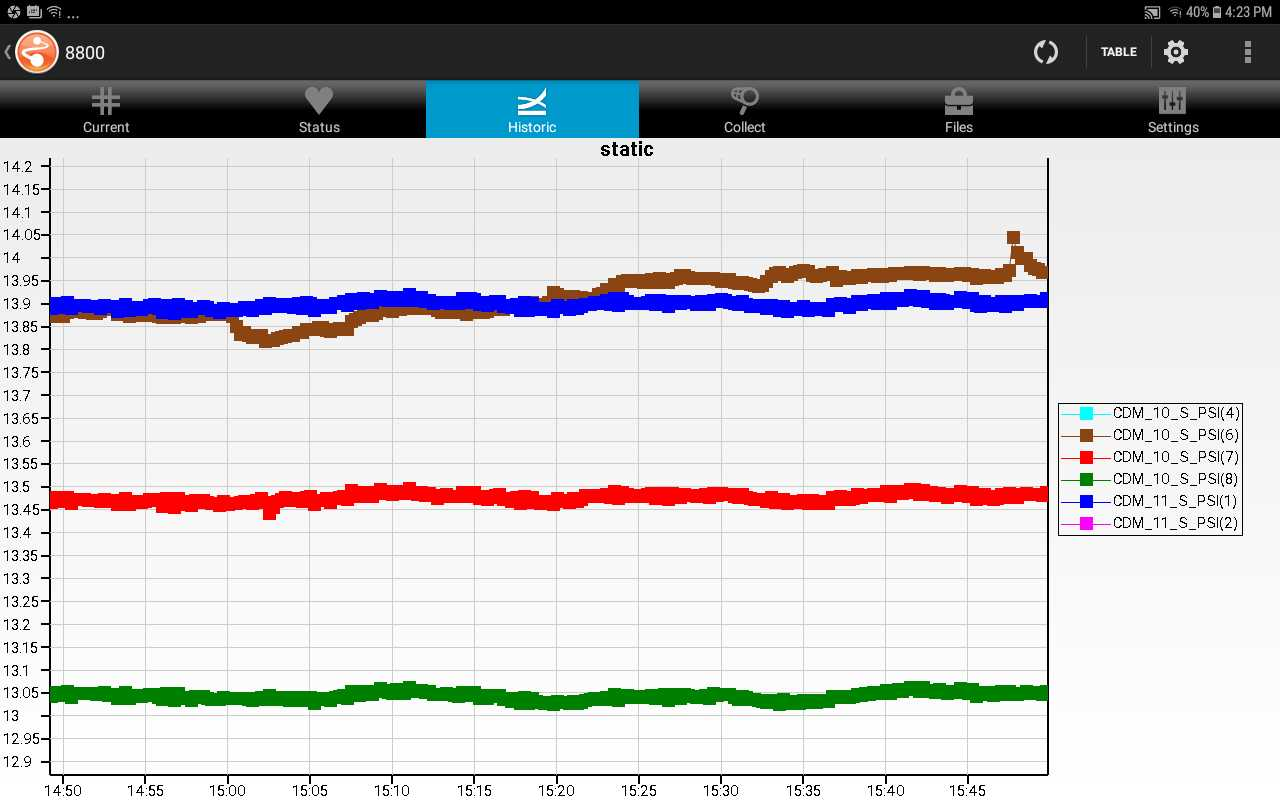 ... 40% 4:23 PM
8800 TABLE
Current Status Historic Collect Files Settings
static
14.2
14.15
14.1
14.05
14
13.95
13.9
13.85
13.8
13.75
13.7
13.65
13.6
13.55
13.5
13.45
13.4
13.35
13.3
13.25
13.2
13.15
13.1
13.05
13
12.95
12.9
14:50 14:55 15:00 15:05 15:10 15:15 15:20 15:25 15:30 15:35 15:40 15:45
CDM_10_S_PSI(4)
CDM_10_S_PSI(6)
CDM_10_S_PSI(7)
CDM_10_S_PSI(8)
CDM_11_S_PSI(1)
CDM_11_S_PSI(2)